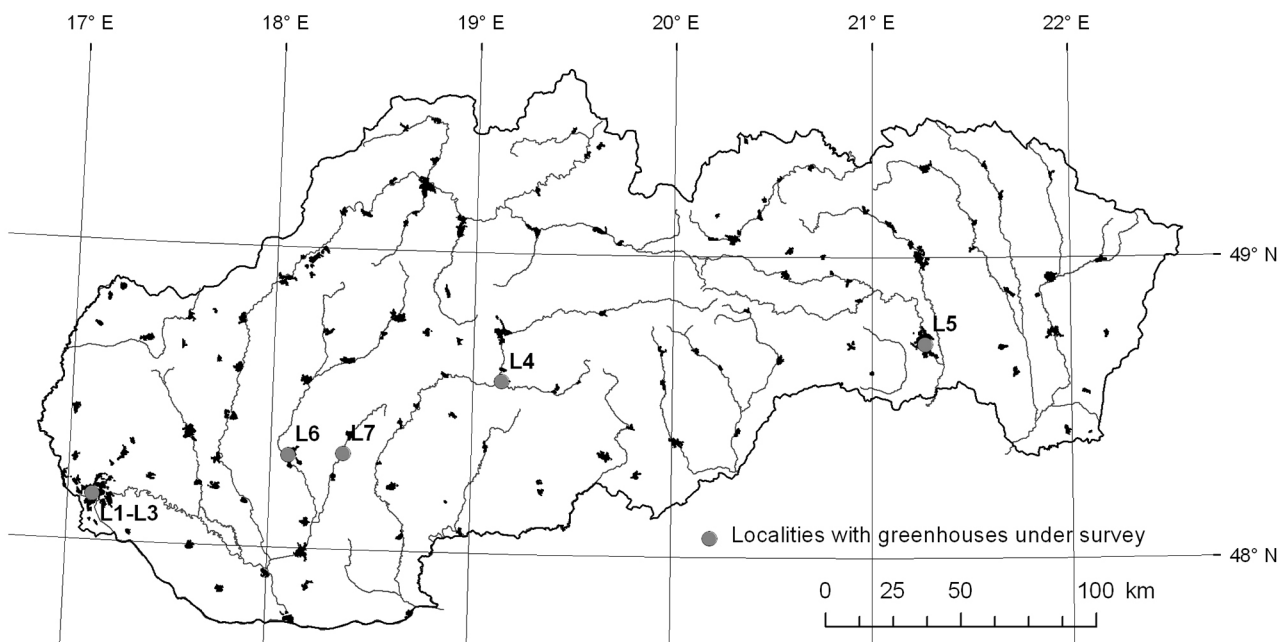 17° E 18° E 19° E 20° E 21° E 22° E
49° N
L5
L4
L6 L7
L1-L3
Localities with greenhouses under survey
48° N
0 25 50 100 km